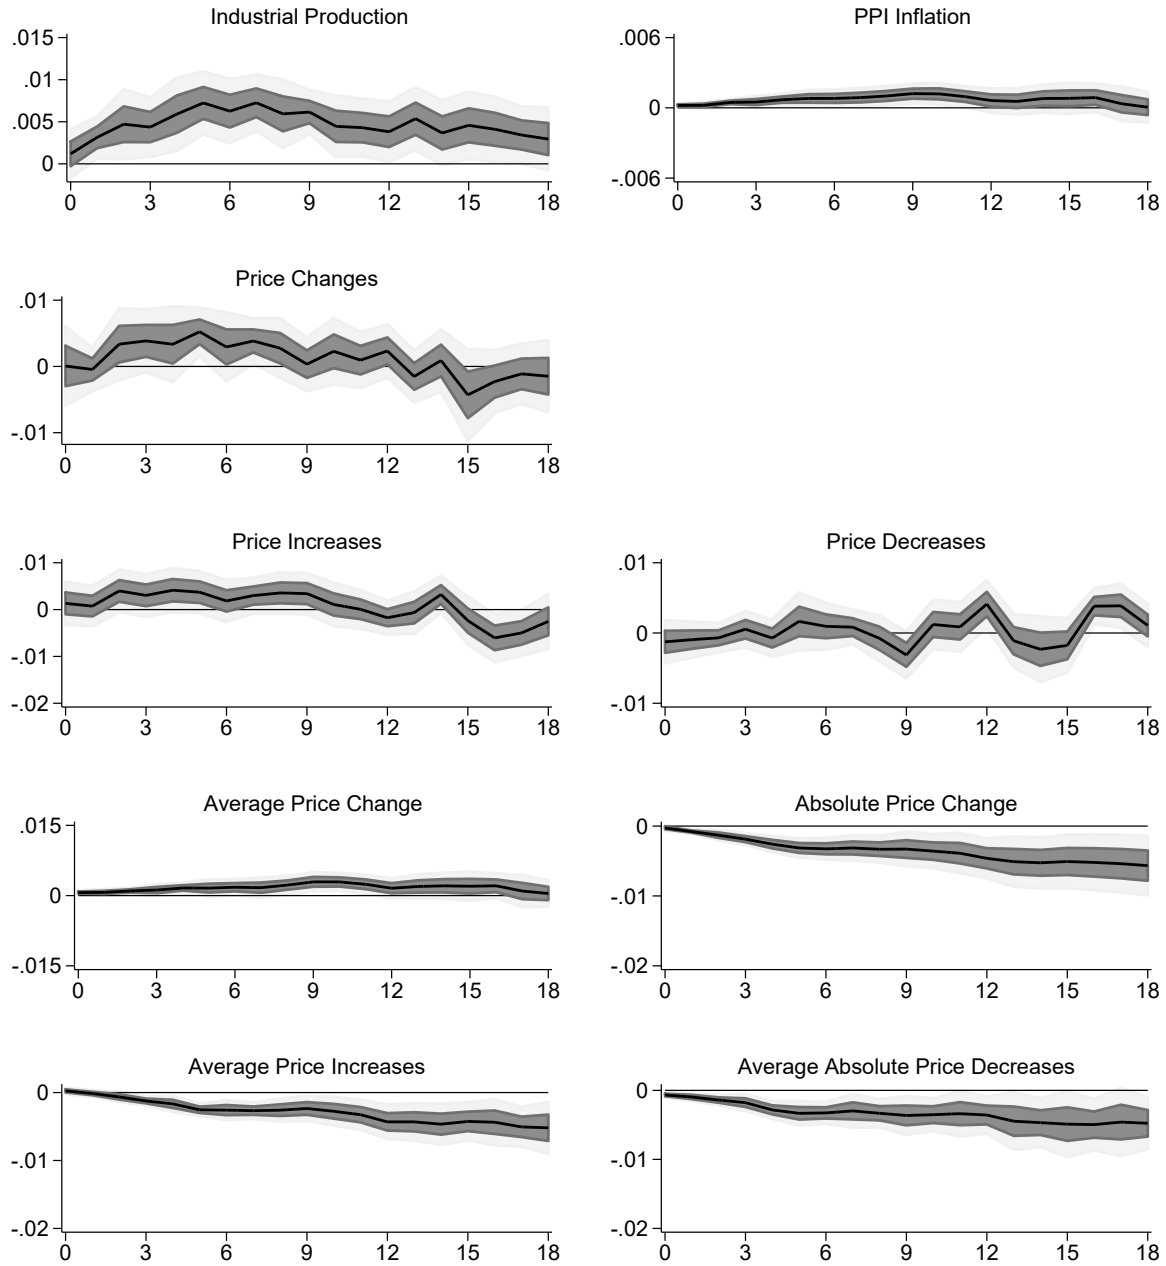 Industrial Production
.015
.01
.005
0
0 3 6 9 12 15 18
PPI Inflation
.006
0
-.006
0 3 6 9 12 15 18
Price Changes
.01
0
-.01
0 3 6 9 12 15 18
Price Increases
.01
0
-.01
-.02
0 3 6 9 12 15 18
Price Decreases
.01
0
-.01
0 3 6 9 12 15 18
Average Price Change
.015
0
-.015
0 3 6 9 12 15 18
Absolute Price Change
0
-.01
-.02
0 3 6 9 12 15 18
Average Price Increases
0
-.01
-.02
0 3 6 9 12 15 18
Average Absolute Price Decreases
0
-.01
-.02
0 3 6 9 12 15 18